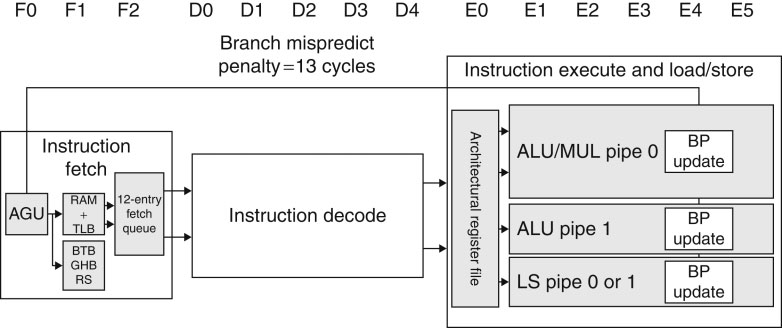 F0 F1 F2 D0 D1 D2 D3 D4 E0 E1 E2 E3 E4 E5
Branch mispredict
penalty=13 cycles
Instruction execute and load/store
Instruction
fetch
AGU
RAM
+
TLB
BTB
GHB
RS
12-entry
fetch
queue
Instruction decode
Architectural register file
ALU/MUL pipe 0
BP
update
ALU pipe 1
BP
update
LS pipe 0 or 1
BP
update